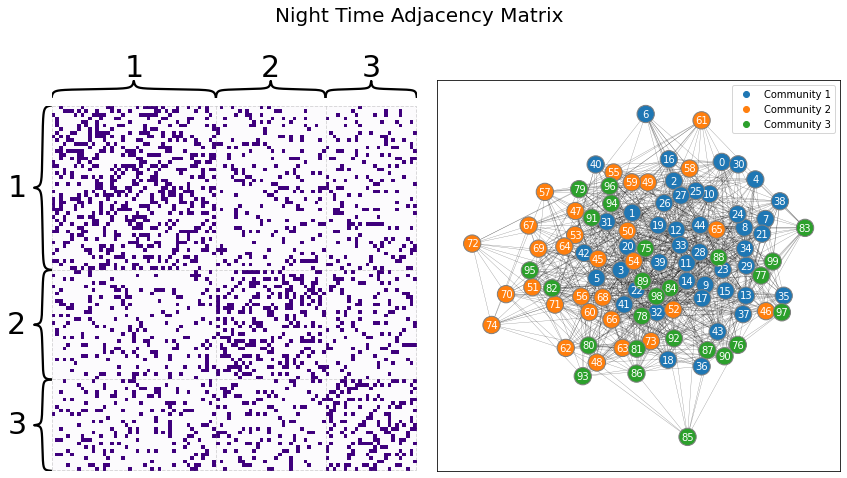 Night Time Adjacency Matrix
1 2 3
1
2
3
Community 1
Community 2
Community 3
6
61
16
40 58 0 30
55
96 59 49 2 4
79 57 27 25 10
94 26 38
47 91 31 1 24 7
67 50 19 12 44 65 8 83
53 21
72 69 64 20 75 33 34
42 45 54 39 28 88 99
95 3 11 23 29 77
5 89 14 9
51 82 22 84 15
70 56 68 98 17 13 35
71 41 52 46 97
60 66 78 32 37
74 43
73 92
62 80 63 81 87 90 76
48 18 36
93 86
85